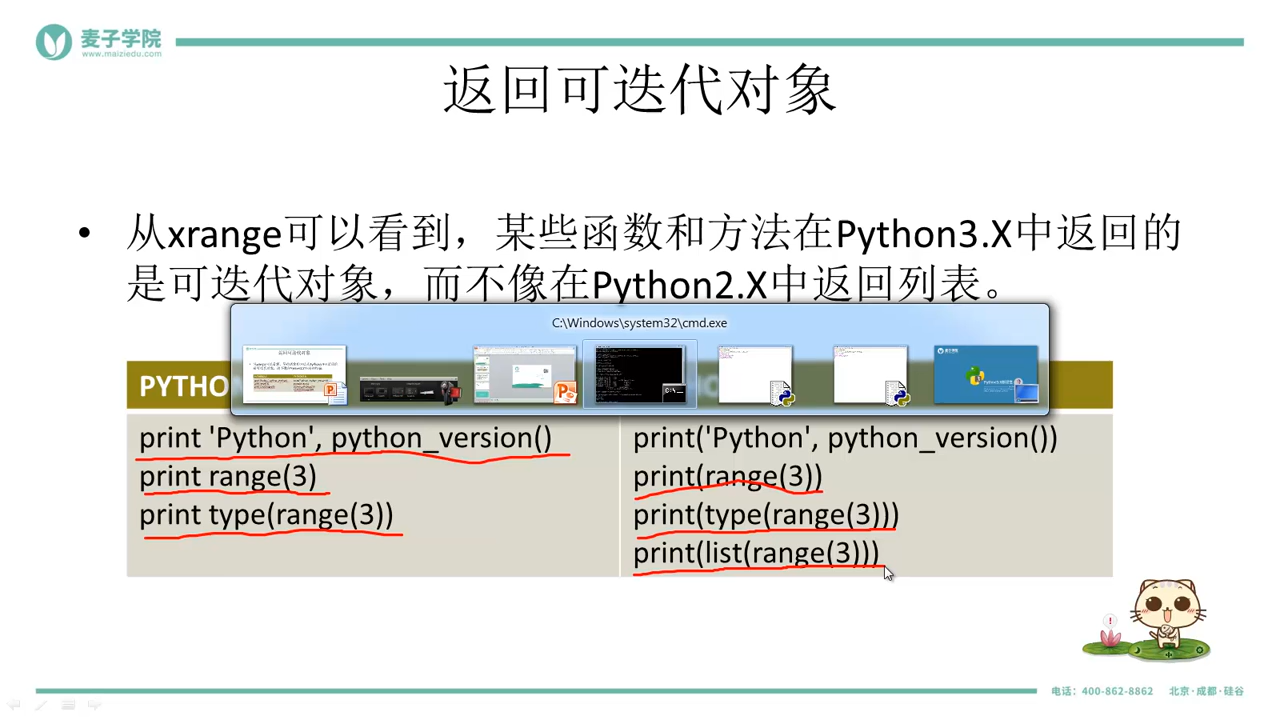 麦子学院
www.maiziedu.com
返回可迭代对象
• 从xrange可以看到，某些函数和方法在Python3.X中返回的
是可迭代对象，而不像在Python2.X中返回列表。
C:\Windows\system32\cmd.exe
PYTHO
print 'Python', python_version()
print range(3)
print type(range(3))
print('Python', python_version())
print(range(3))
print(type(range(3)))
print(list(range(3)))
电话：400-862-8862 北京·成都·硅谷